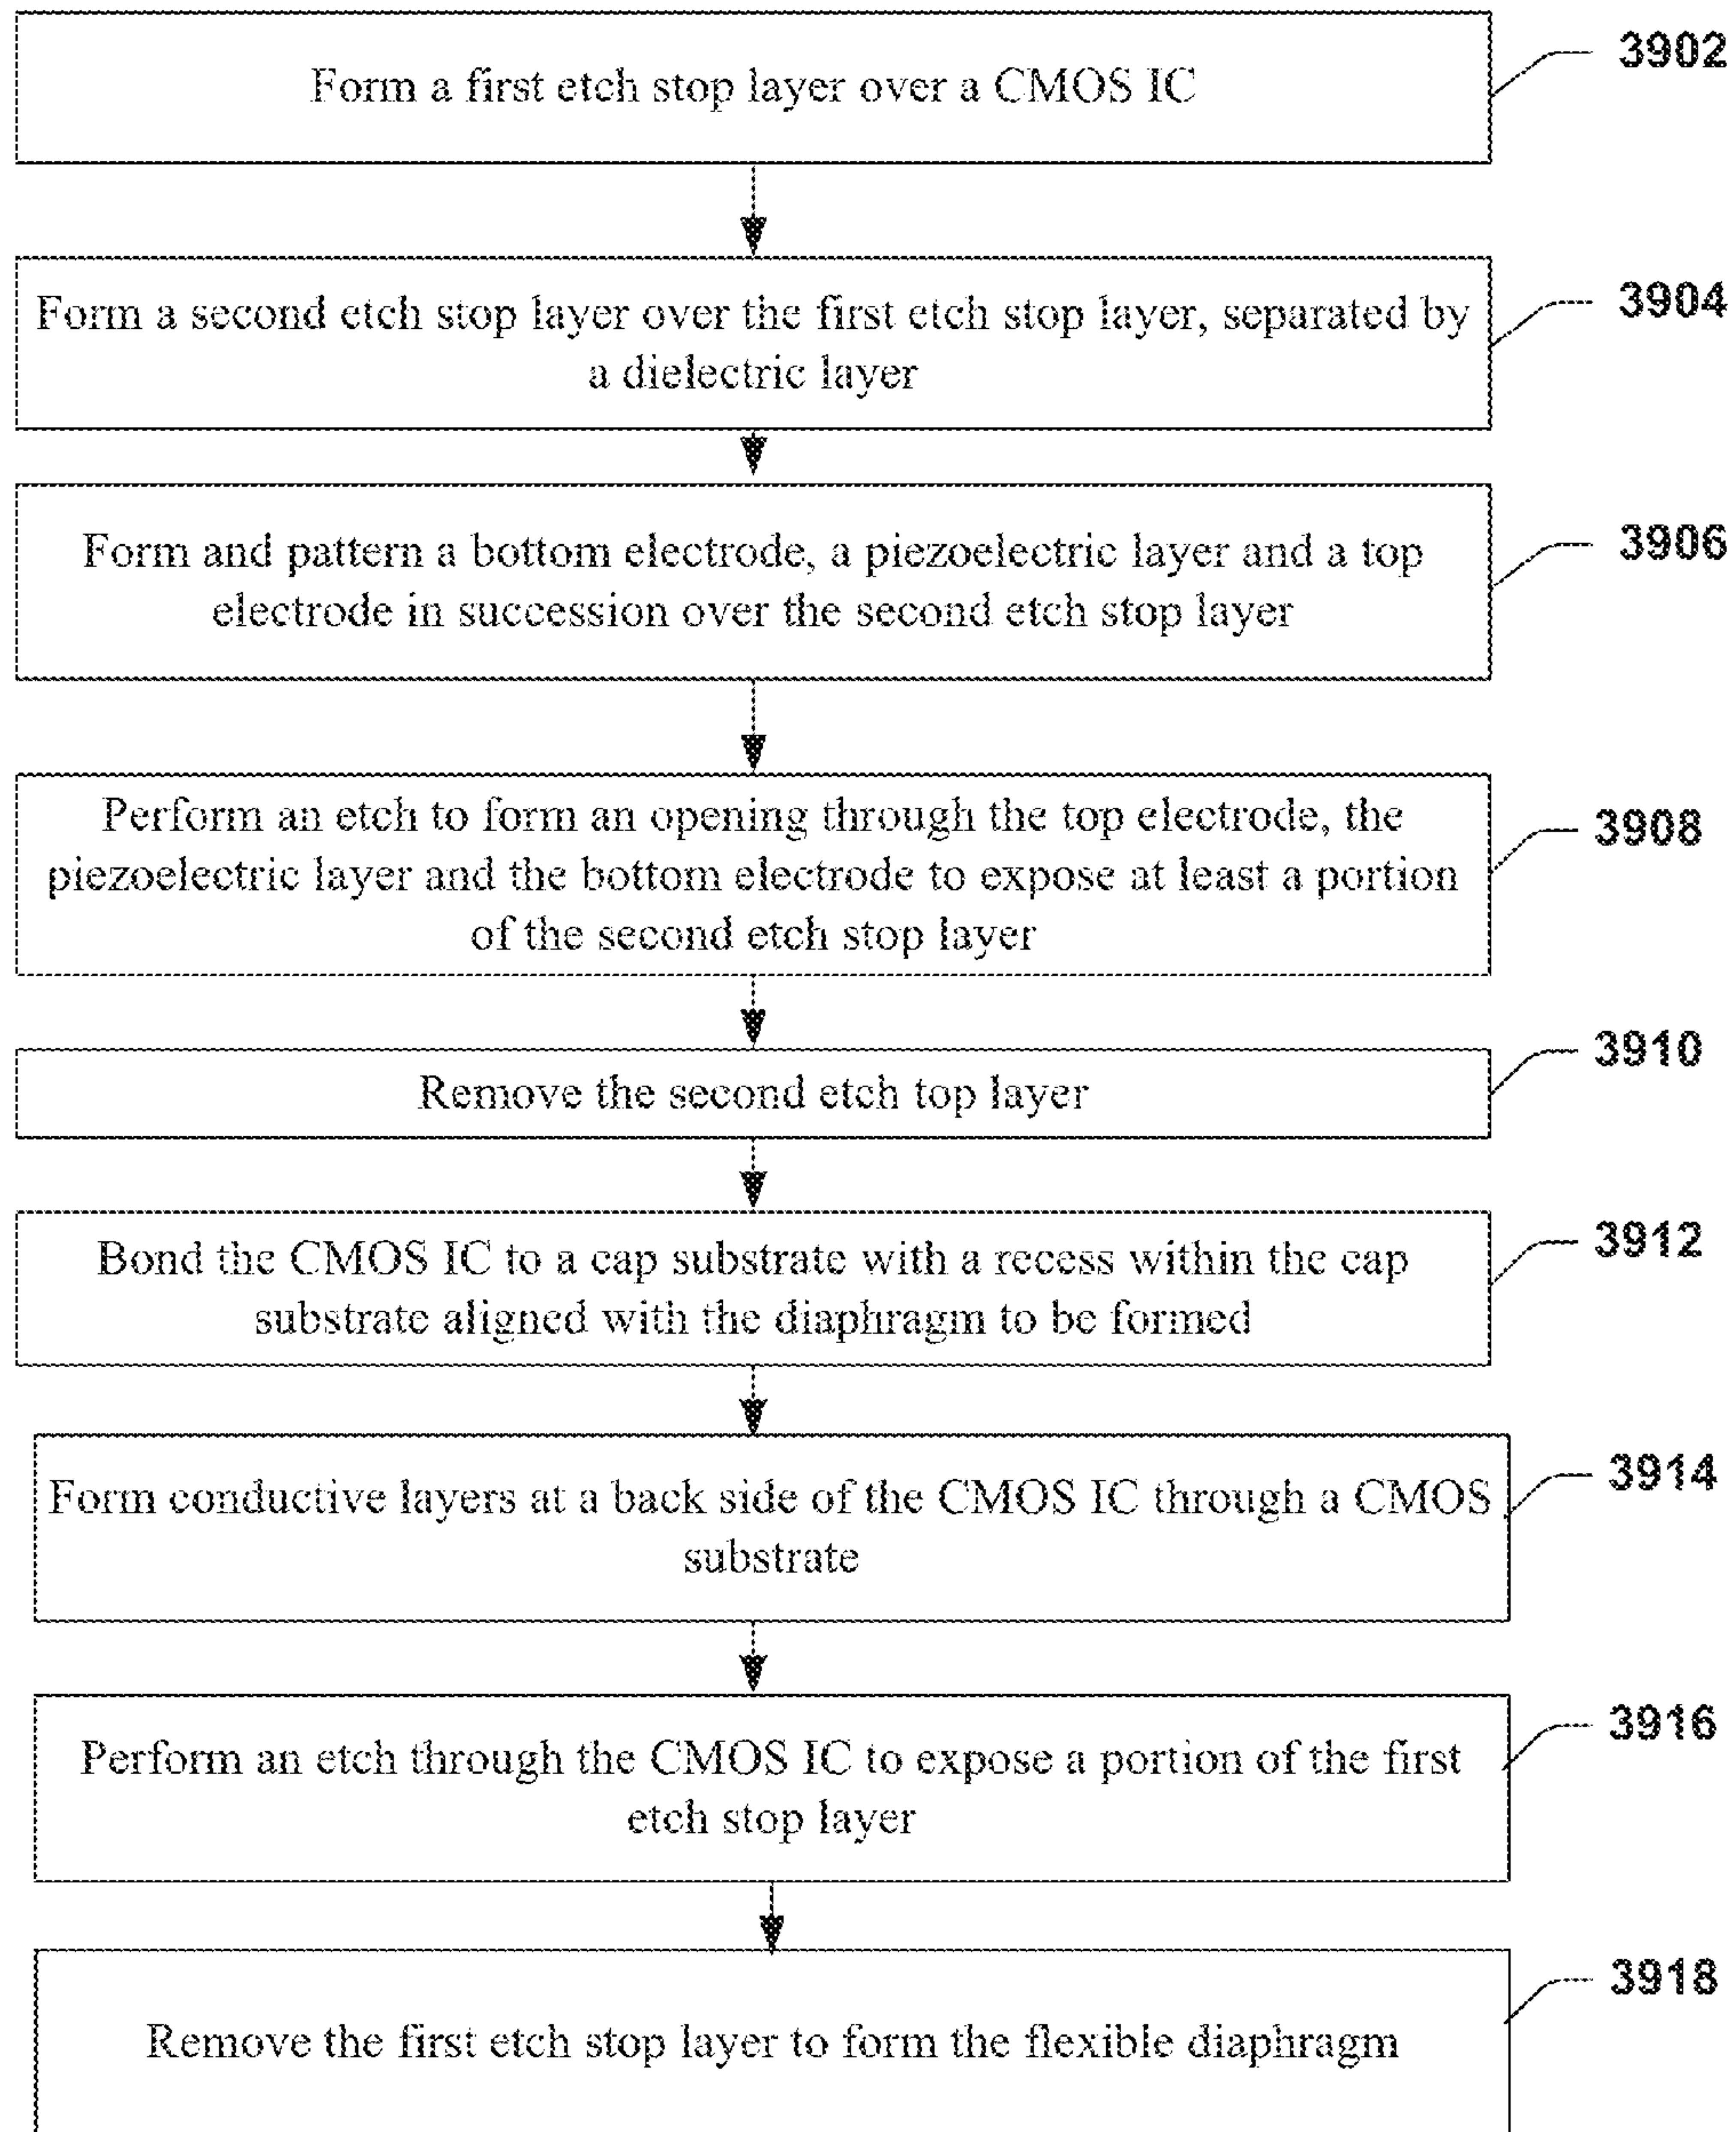 Form a first etch stop layer over a CMOS IC
3902
Form a second etch stop layer over the first etch stop layer, separated by
a dielectric layer
3904
Form and pattern a bottom electrode, a piezoelectric layer and a top
electrode in succession over the second etch stop layer
3906
Perform an etch to form an opening through the top electrode, the
piezoelectric layer and the bottom electrode to expose at least a portion
of the second etch stop layer
3908
Remove the second etch top layer
3910
Bond the CMOS IC to a cap substrate with a recess within the cap
substrate aligned with the diaphragm to be formed
3912
Form conductive layers at a back side of the CMOS IC through a CMOS
substrate
3914
Perform an etch through the CMOS IC to expose a portion of the first
etch stop layer
3916
Remove the first etch stop layer to form the flexible diaphragm
3918